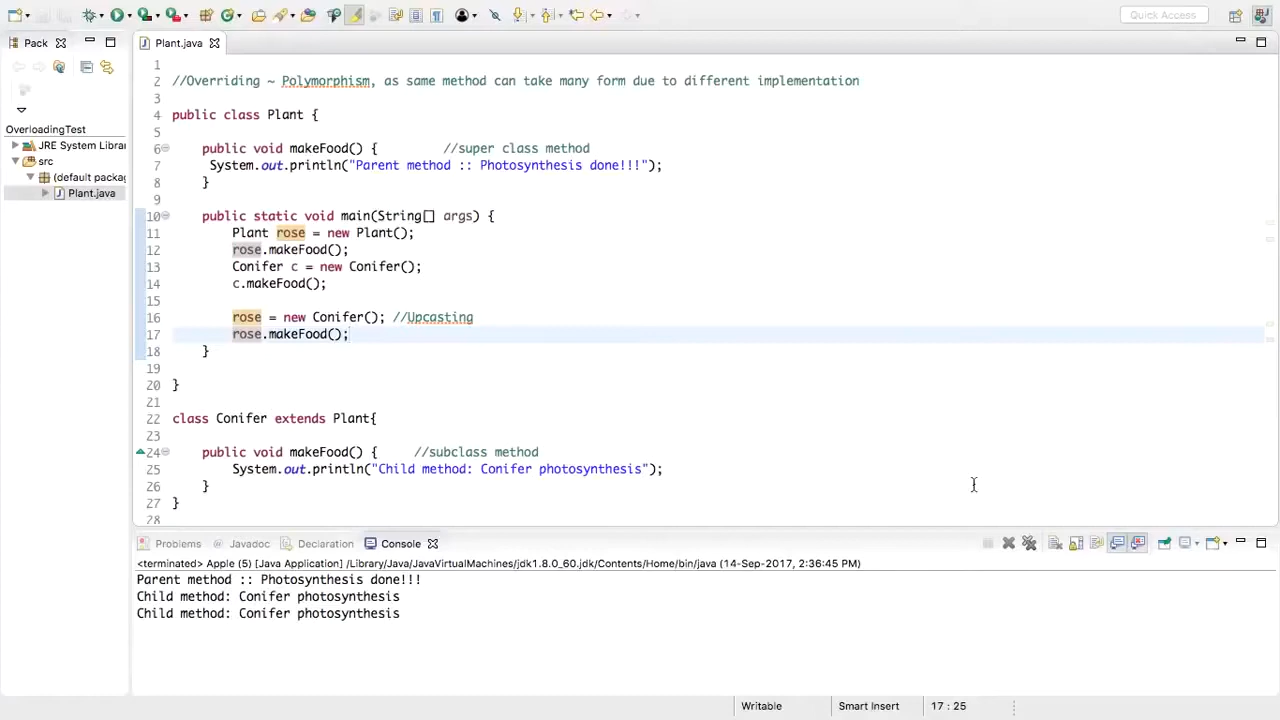 Quick Access
Pack
Plant.java
OverloadingTest
JRE System Libra
src
(default packag
Plant.java
1
2 //Overriding ~ Polymorphism, as same method can take many form due to different implementation
3
4 public class Plant {
5
6 public void makeFood() { //super class method
7 System.out.println("Parent method :: Photosynthesis done!!!");
8 }
9
10 public static void main(String[] args) {
11 Plant rose = new Plant();
12 rose.makeFood();
13 Conifer c = new Conifer();
14 c.makeFood();
15
16 rose = new Conifer(); //Upcasting
17 rose.makeFood();
18 }
19
20 }
21
22 class Conifer extends Plant{
23
24 public void makeFood() { //subclass method
25 System.out.println("Child method: Conifer photosynthesis");
26 }
27 }
28
Problems @ Javadoc Declaration Console
<terminated> Apple (5) [Java Application] /Library/Java/JavaVirtualMachines/jdk1.8.0_60.jdk/Contents/Home/bin/java (14-Sep-2017, 2:36:45 PM)
Parent method :: Photosynthesis done!!!
Child method: Conifer photosynthesis
Child method: Conifer photosynthesis
Writable Smart Insert 17 : 25